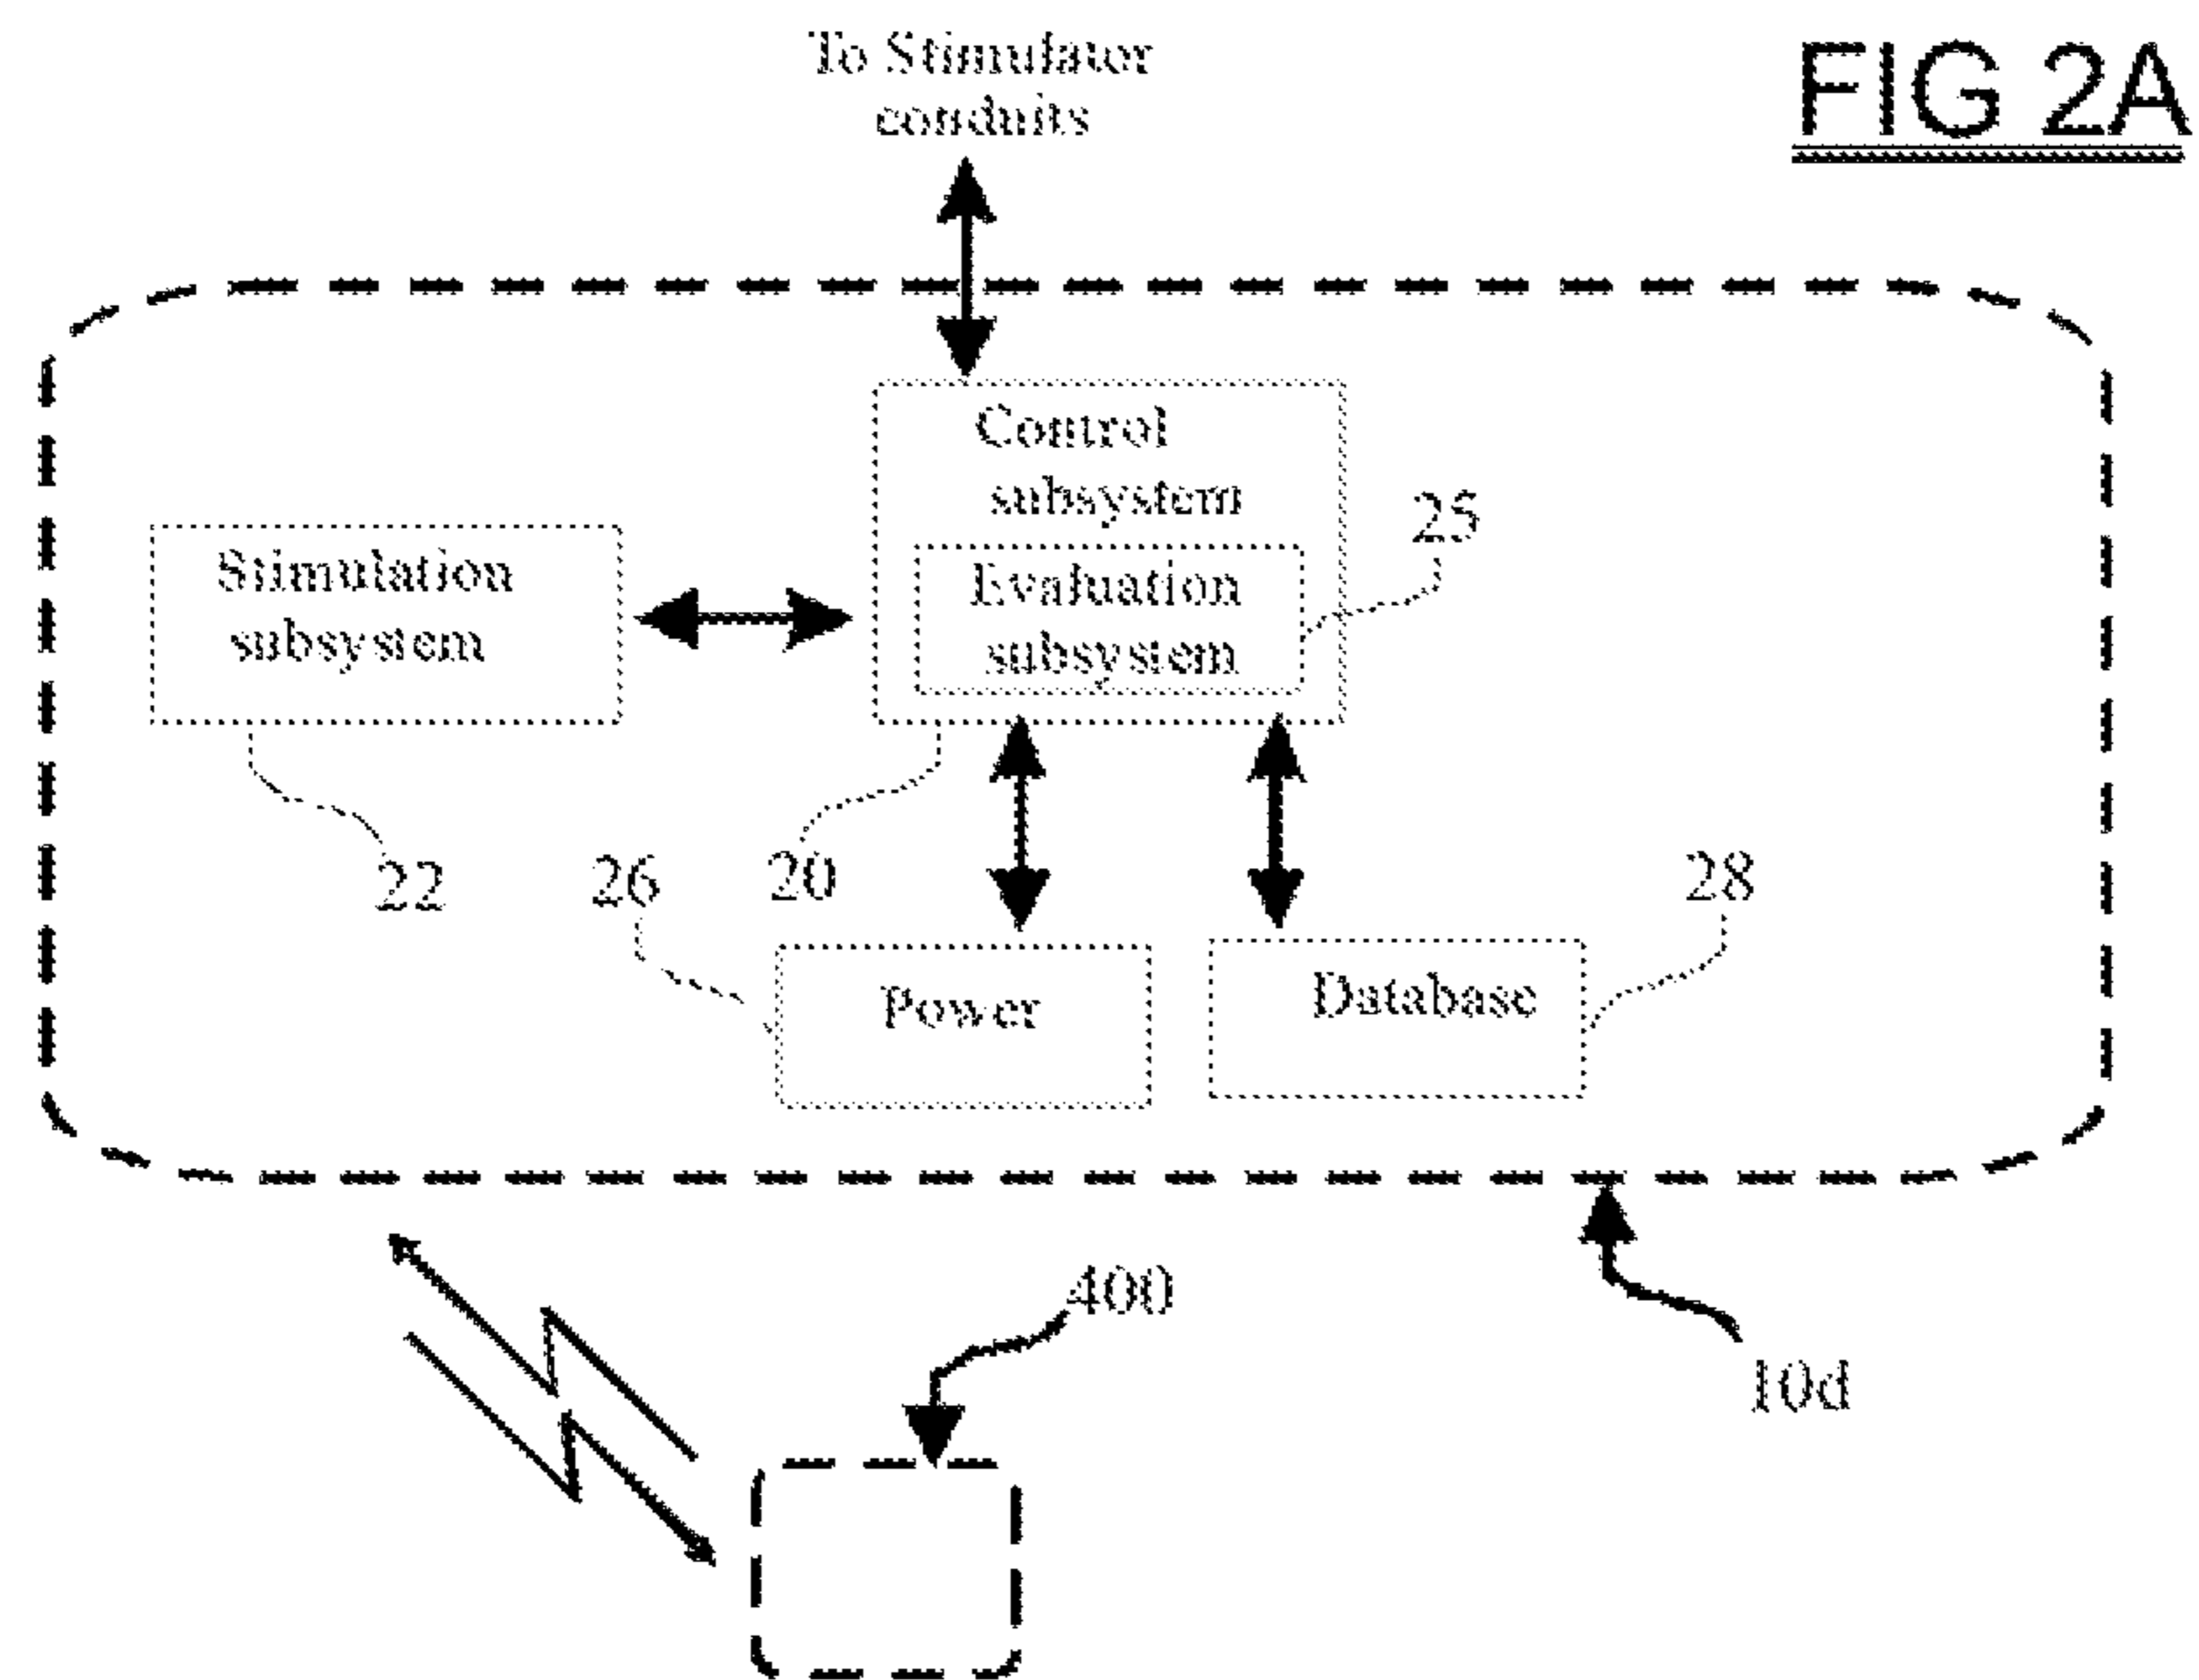 To Stimulator
conduits
FIG 2A
Control
subsystem
25
Stimulation
subsystem
Evaluation
subsystem
22
26
20
28
Power
Database
400
10d